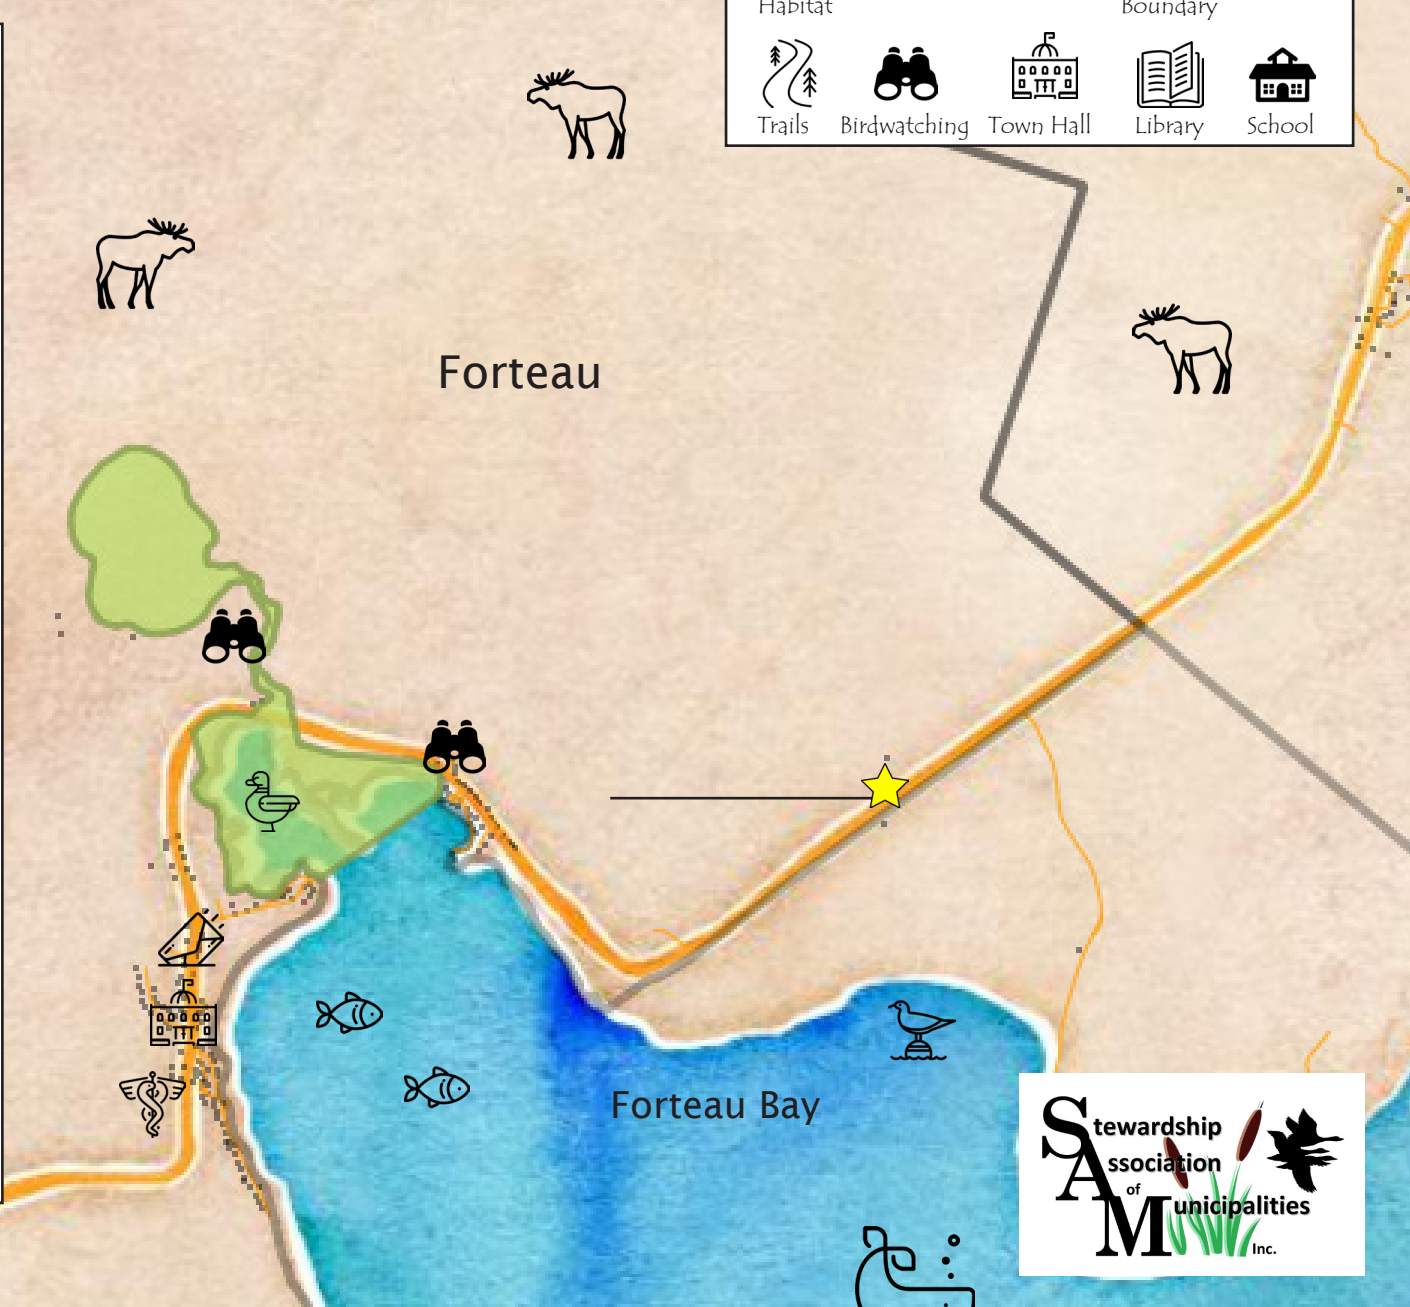 Habitat Boundary
Trails Birdwatching Town Hall Library School
Forteau
Forteau Bay
Stewardship
Association
of
Municipalities
Inc.